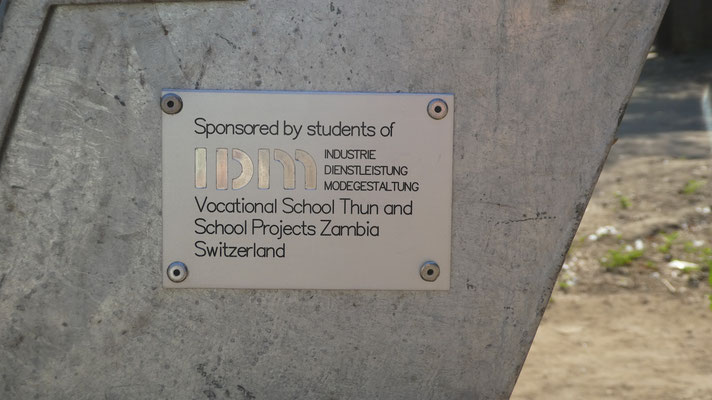 Sponsored by students of
IDM INDUSTRIE
DIENSTLEISTUNG
MODEGESTALTUNG
Vocational School Thun and
School Projects Zambia
Switzerland